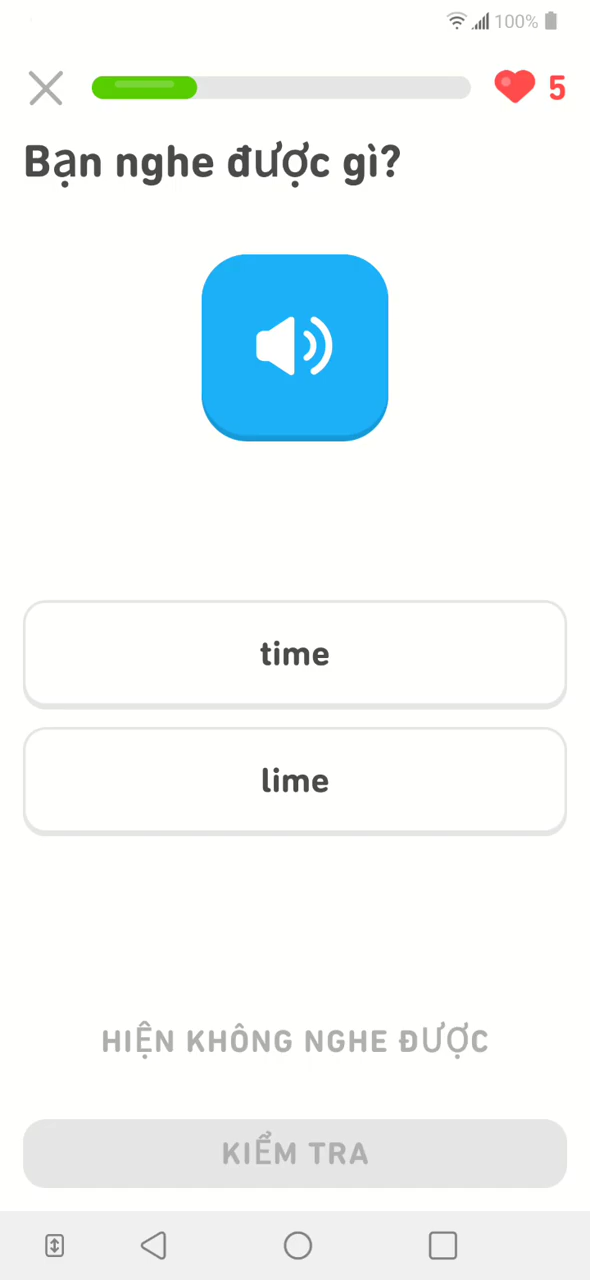 100%
5
Bạn nghe được gì?
time
lime
HIỆN KHÔNG NGHE ĐƯỢC
KIỂM TRA